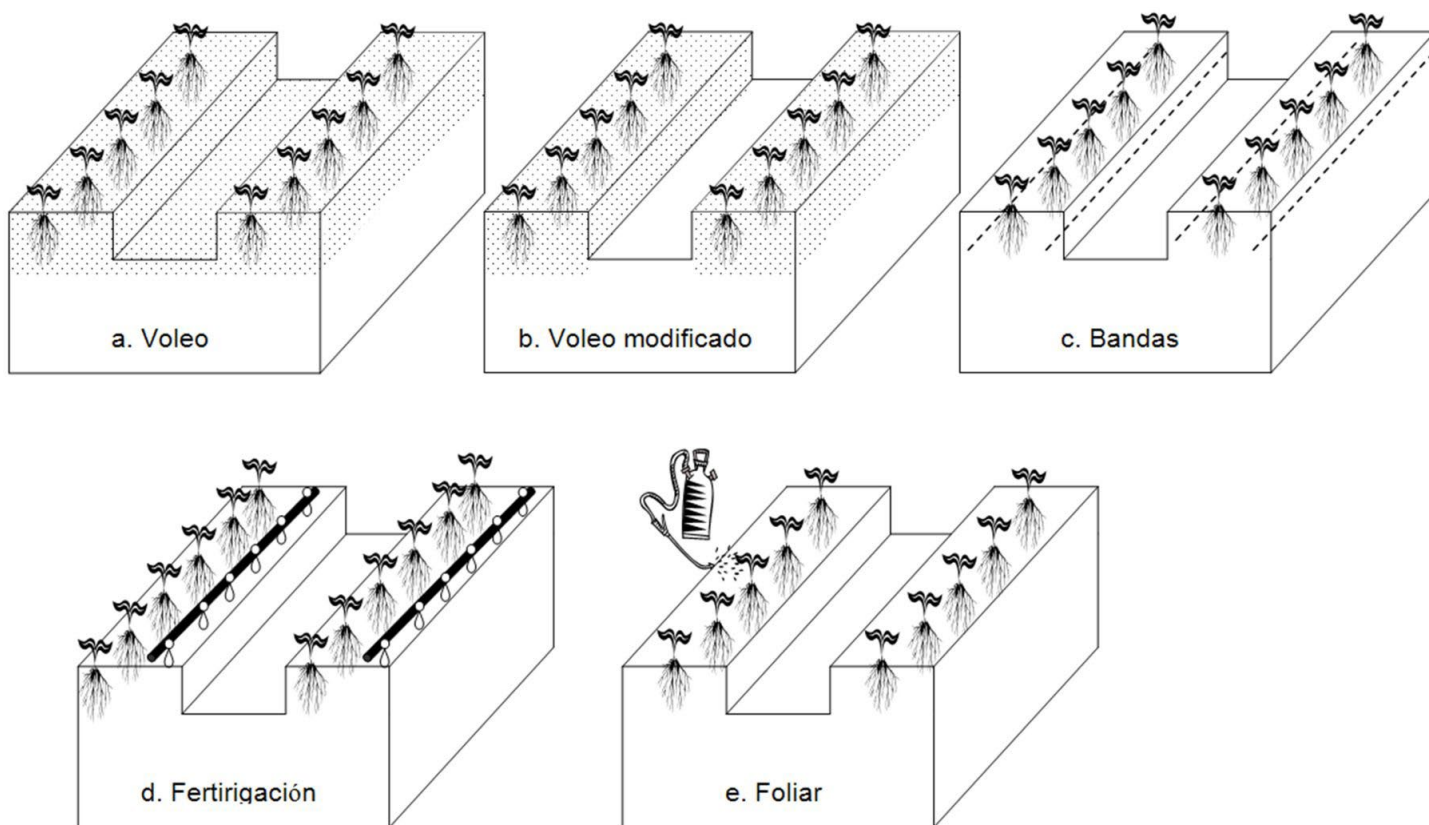 a. Voleo
b. Voleo modificado
c. Bandas
d. Fertirigación
e. Foliar